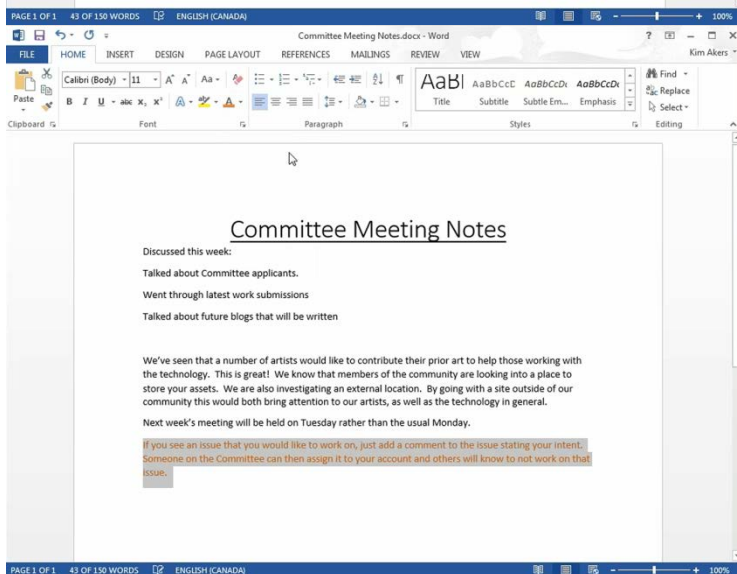 PAGE 1 OF 1 43 OF 150 WORDS ENGLISH (CANADA) 100%
Committee Meeting Notes.docx - Word
FILE HOME INSERT DESIGN PAGE LAYOUT REFERENCES MAILINGS REVIEW VIEW Kim Akers
Calibri (Body) 11 Aa AaBI AaBbCcD AaBbCcDc AaBbCcDc Find
Paste B I U abc x₂ x² A A Title Subtitle Subtle Em... Emphasis Replace
Select
Clipboard Font Paragraph Styles Editing
Committee Meeting Notes
Discussed this week:
Talked about Committee applicants.
Went through latest work submissions
Talked about future blogs that will be written
We've seen that a number of artists would like to contribute their prior art to help those working with
the technology. This is great! We know that members of the community are looking into a place to
store your assets. We are also investigating an external location. By going with a site outside of our
community this would both bring attention to our artists, as well as the technology in general.
Next week's meeting will be held on Tuesday rather than the usual Monday.
If you see an issue that you would like to work on, just add a comment to the issue stating your intent.
Someone on the Committee can then assign it to your account and others will know to not work on that
issue.
PAGE 1 OF 1 43 OF 150 WORDS ENGLISH (CANADA) 100%